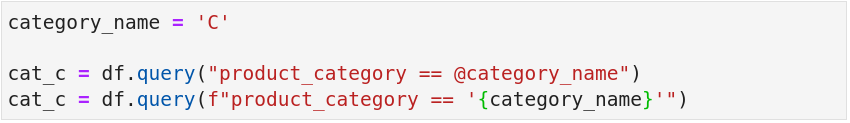 category_name = 'C'
cat_c = df.query("product_category == @category_name")
cat_c = df.query(f"product_category == '{category_name}'")